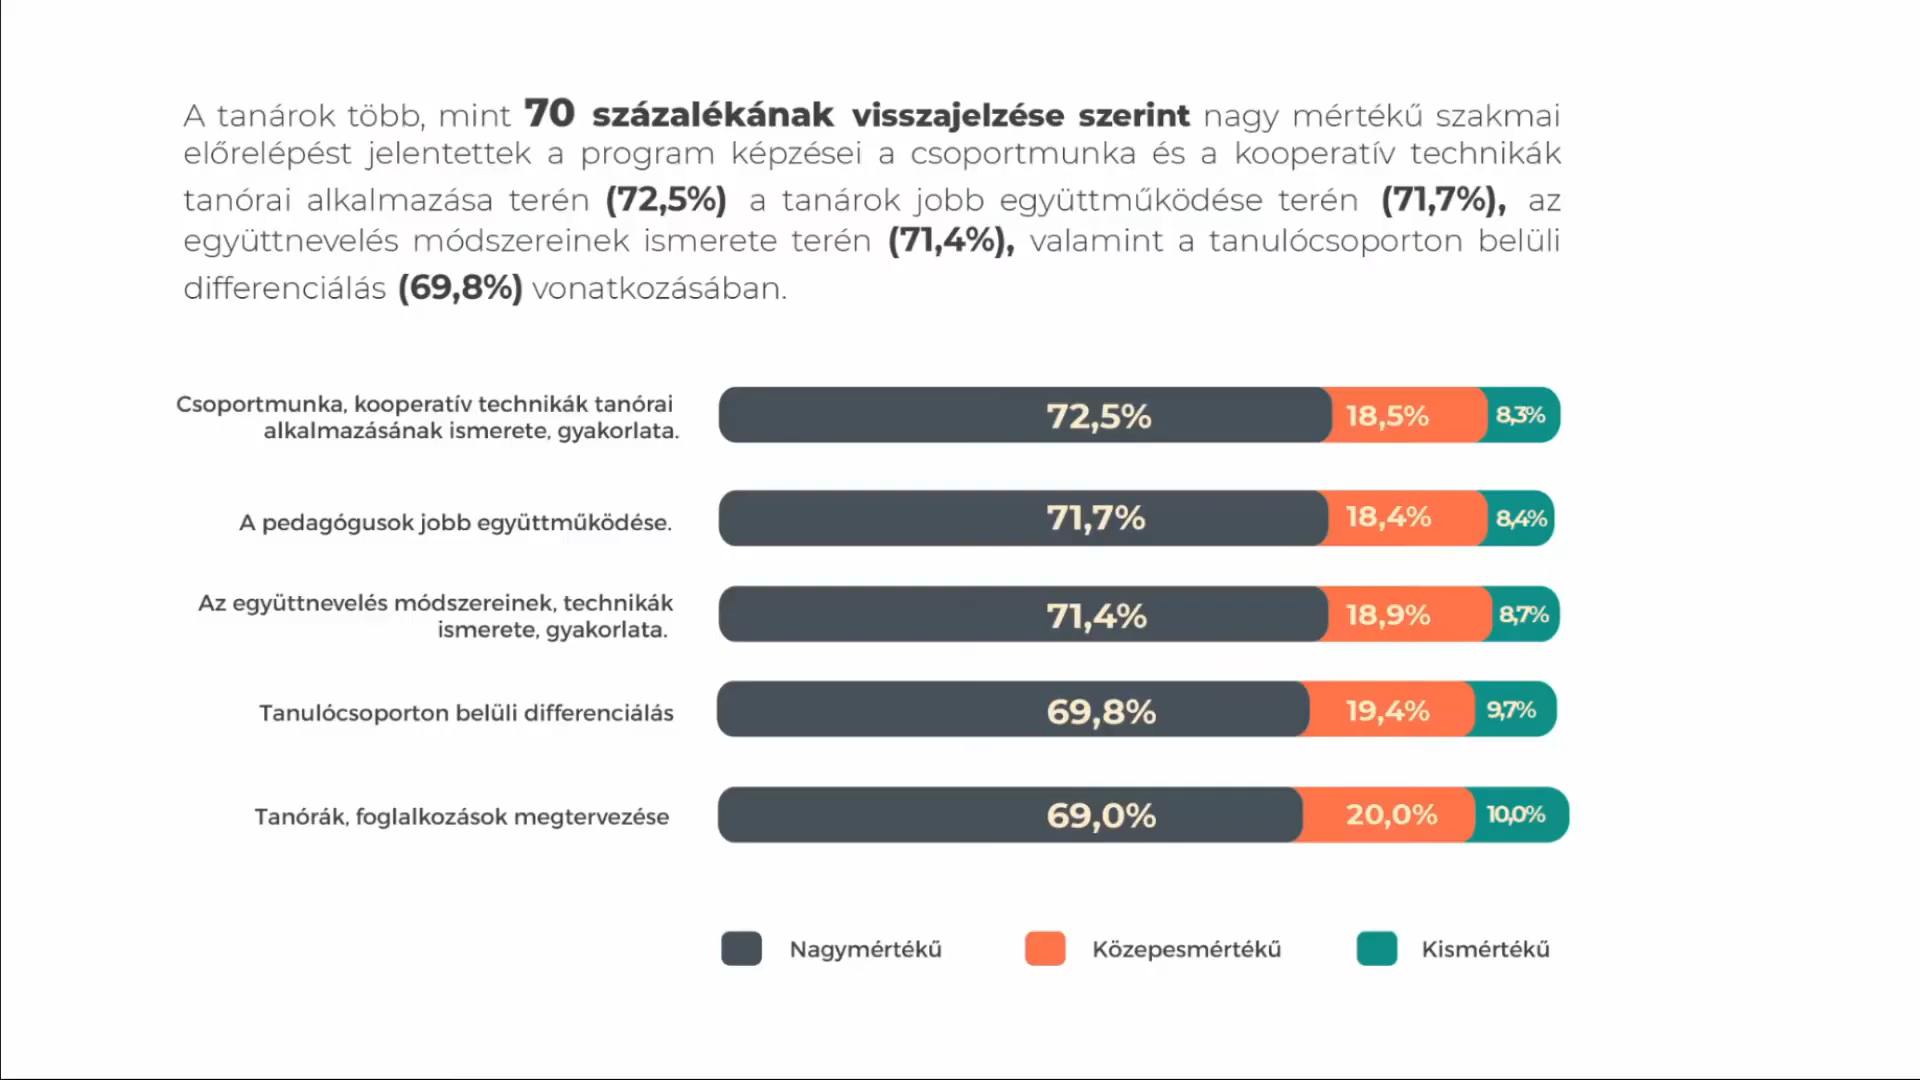 A tanárok több, mint 70 százalékának visszajelzése szerint nagy mértékű szakmai
előrelépést jelentettek a program képzései a csoportmunka és a kooperatív technikák
tanórai alkalmazása terén (72,5%) a tanárok jobb együttműködése terén (71,7%), az
együttnevelés módszereinek ismerete terén (71,4%), valamint a tanulócsoporton belüli
differenciálás (69,8%) vonatkozásában.
Csoportmunka, kooperatív technikák tanórai
alkalmazásának ismerete, gyakorlata.
72,5% 18,5% 8,3%
A pedagógusok jobb együttműködése.
71,7% 18,4% 8,4%
Az együttnevelés módszereinek, technikák
ismerete, gyakorlata.
71,4% 18,9% 8,7%
Tanulócsoporton belüli differenciálás
69,8% 19,4% 9,7%
Tanórák, foglalkozások megtervezése
69,0% 20,0% 10,0%
Nagymértékű Közepesmértékű Kismértékű